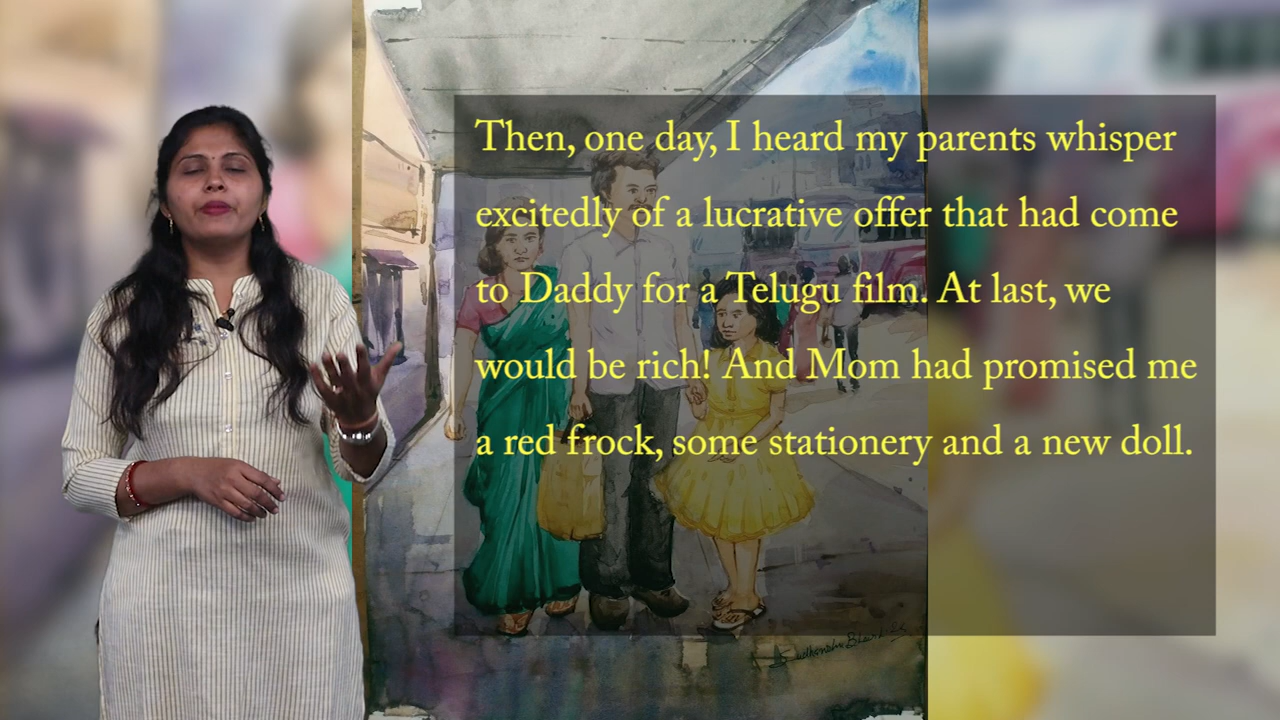 Then, one day, I heard my parents whisper
excitedly of a lucrative offer that had come
to Daddy for a Telugu film. At last, we
would be rich! And Mom had promised me
a red frock, some stationery and a new doll.